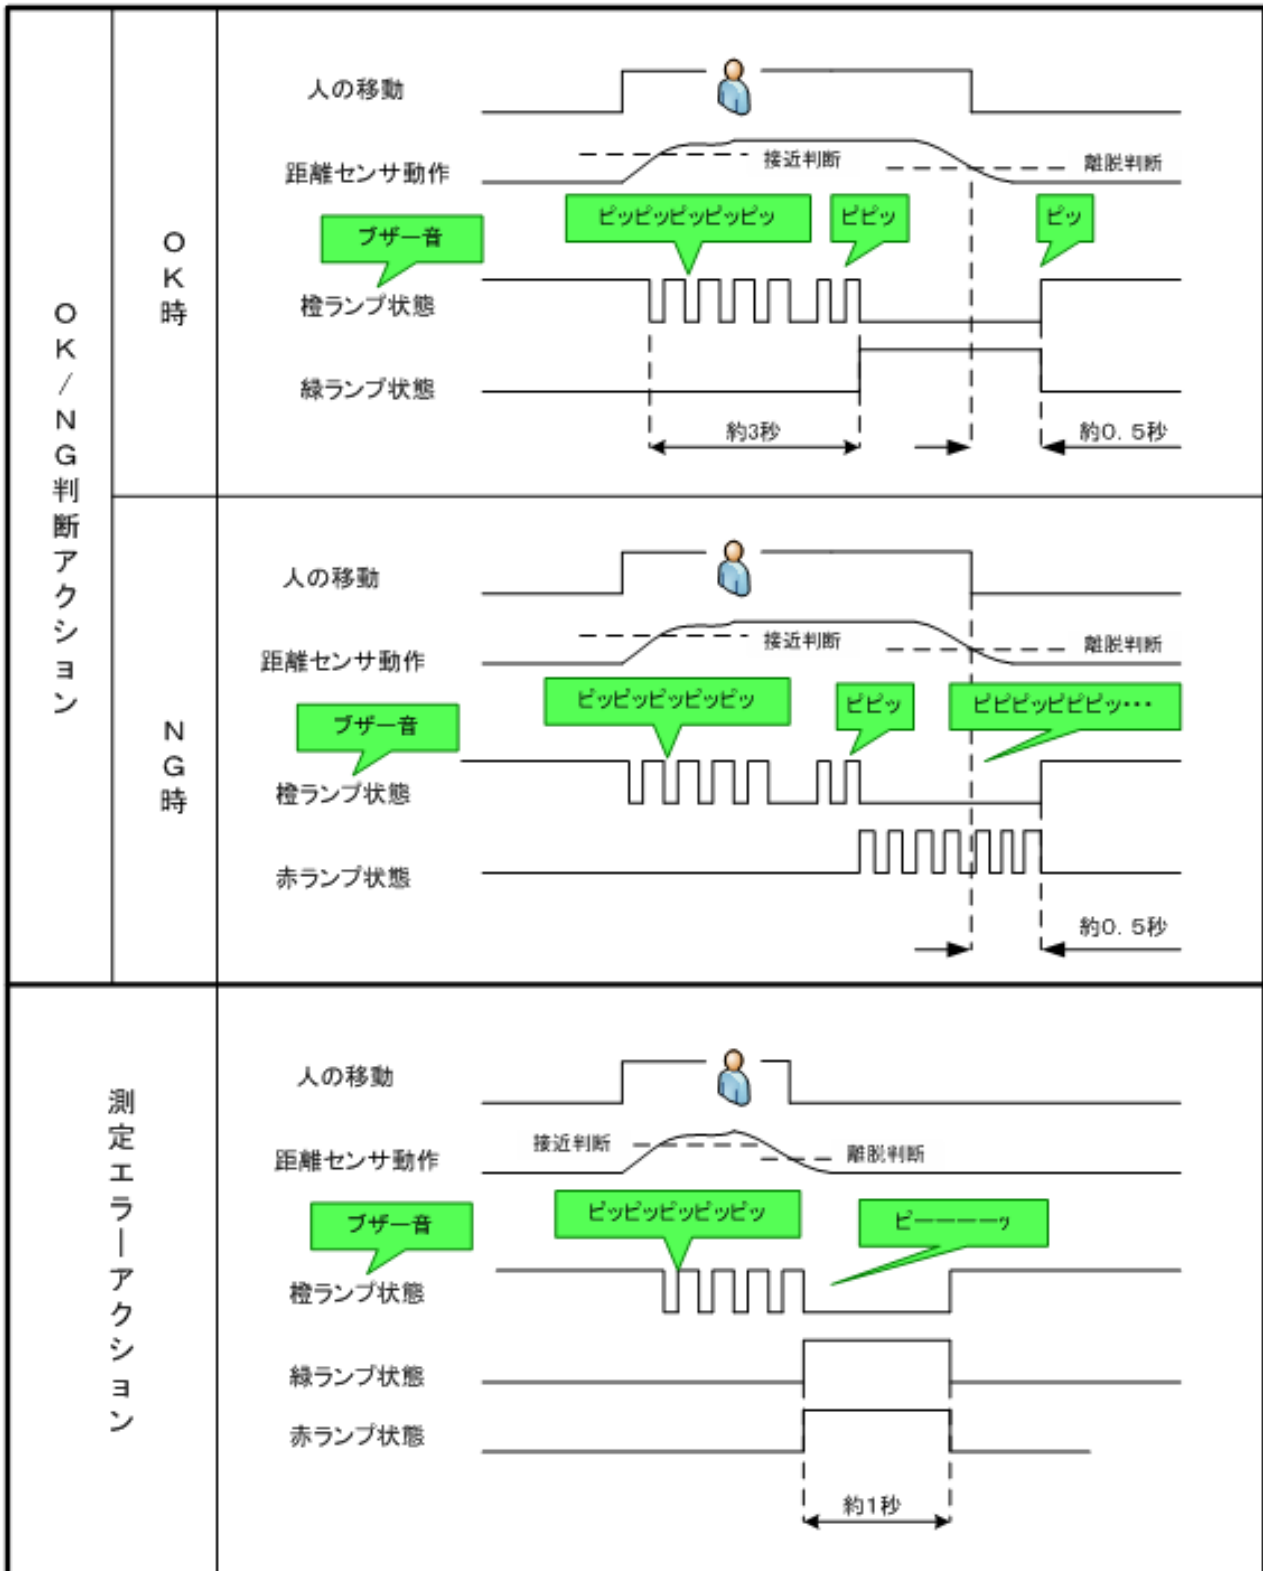 OK/NG判断アクション
OK時
人の移動
距離センサ動作
接近判断
離脱判断
ブザー音
ピッピッピッピッピッ
ピピッ
ピッ
橙ランプ状態
緑ランプ状態
約3秒
約0.5秒
NG時
人の移動
距離センサ動作
接近判断
離脱判断
ブザー音
ピッピッピッピッピッ
ピピッ
ピピピッピピピッ・・・
橙ランプ状態
赤ランプ状態
約0.5秒
測定エラーアクション
人の移動
距離センサ動作
接近判断
離脱判断
ブザー音
ピッピッピッピッピッ
ピーーーーッ
橙ランプ状態
緑ランプ状態
赤ランプ状態
約1秒